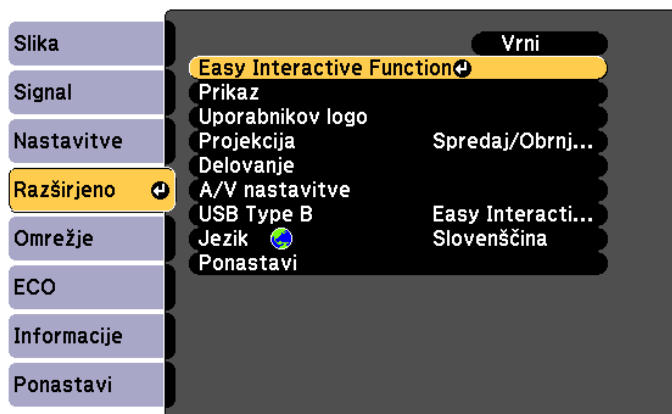 Slika
Signal
Nastavitve
Razširjeno
Omrežje
ECO
Informacije
Ponastavi
Vrni
Easy Interactive Function
Prikaz
Uporabnikov logo
Projekcija Spredaj/Obrnj...
Delovanje
A/V nastavitve
USB Type B Easy Interacti...
Jezik Slovenščina
Ponastavi